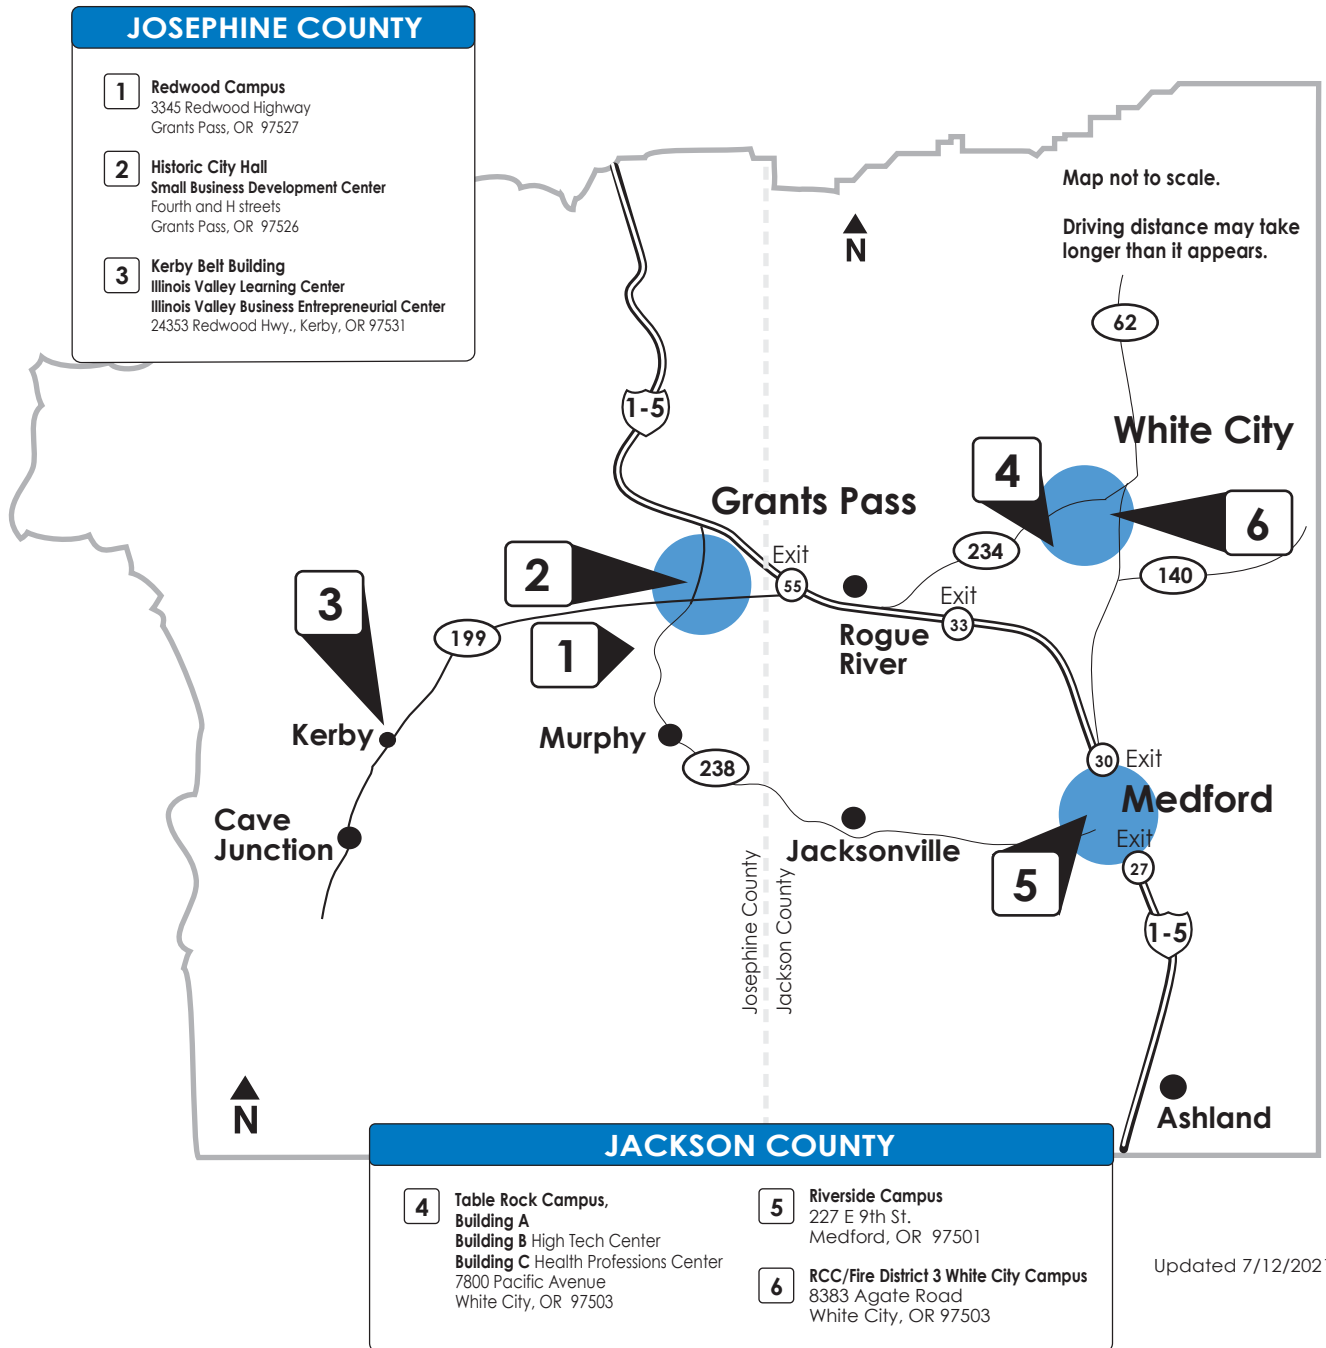 JOSEPHINE COUNTY
1
Redwood Campus
3345 Redwood Highway
Grants Pass, OR 97527
2
Historic City Hall
Small Business Development Center
Fourth and H streets
Grants Pass, OR 97526
3
Kerby Belt Building
Illinois Valley Learning Center
Illinois Valley Business Entrepreneurial Center
24353 Redwood Hwy., Kerby, OR 97531
Map not to scale.
Driving distance may take
longer than it appears.
N
62
1-5
White City
4
Grants Pass
6
234
Exit
2
55
140
Exit
3
33
199
1
Rogue
River
Kerby
Murphy
238
30
Exit
Medford
Cave
Junction
Jacksonville
Exit
5
27
Josephine County
Jackson County
1-5
N
Ashland
JACKSON COUNTY
4
Table Rock Campus,
Building A
Building B High Tech Center
Building C Health Professions Center
7800 Pacific Avenue
White City, OR 97503
5
Riverside Campus
227 E 9th St.
Medford, OR 97501
6
RCC/Fire District 3 White City Campus
8383 Agate Road
White City, OR 97503
Updated 7/12/202